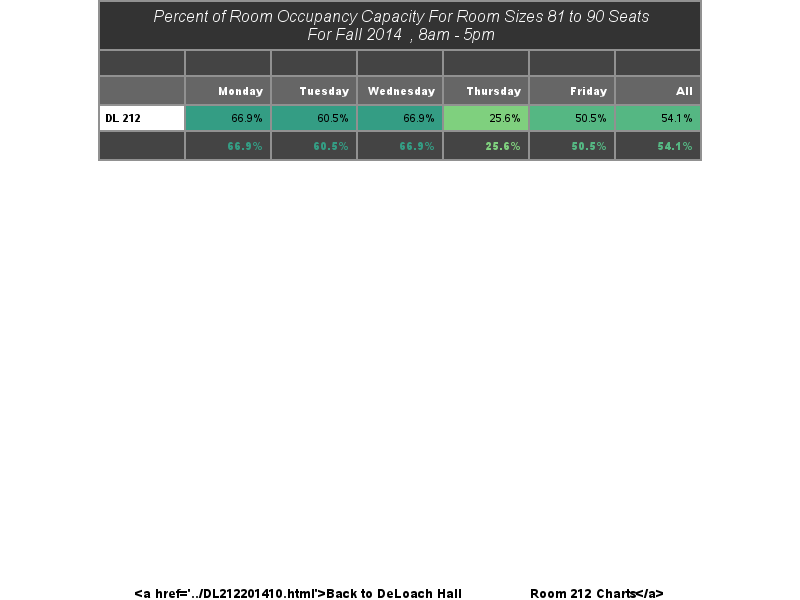 Percent of Room Occupancy Capacity For Room Sizes 81 to 90 Seats
For Fall 2014 , 8am - 5pm
Monday Tuesday Wednesday Thursday Friday All
DL 212 66.9% 60.5% 66.9% 25.6% 50.5% 54.1%
66.9% 60.5% 66.9% 25.6% 50.5% 54.1%
<a href='../DL212201410.html'>Back to DeLoach Hall Room 212 Charts</a>